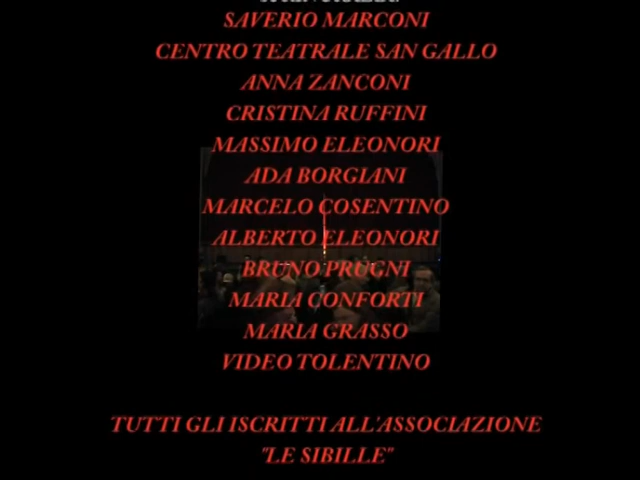 SAVERIO MARCONI
CENTRO TEATRALE SAN GALLO
ANNA ZANCONI
CRISTINA RUFFINI
MASSIMO ELEONORI
ADA BORGIANI
MARCELO COSENTINO
ALBERTO ELEONORI
BRUNO PRUGNI
MARIA CONFORTI
MARIA GRASSO
VIDEO TOLENTINO
TUTTI GLI ISCRITTI ALL'ASSOCIAZIONE
"LE SIBILLE"